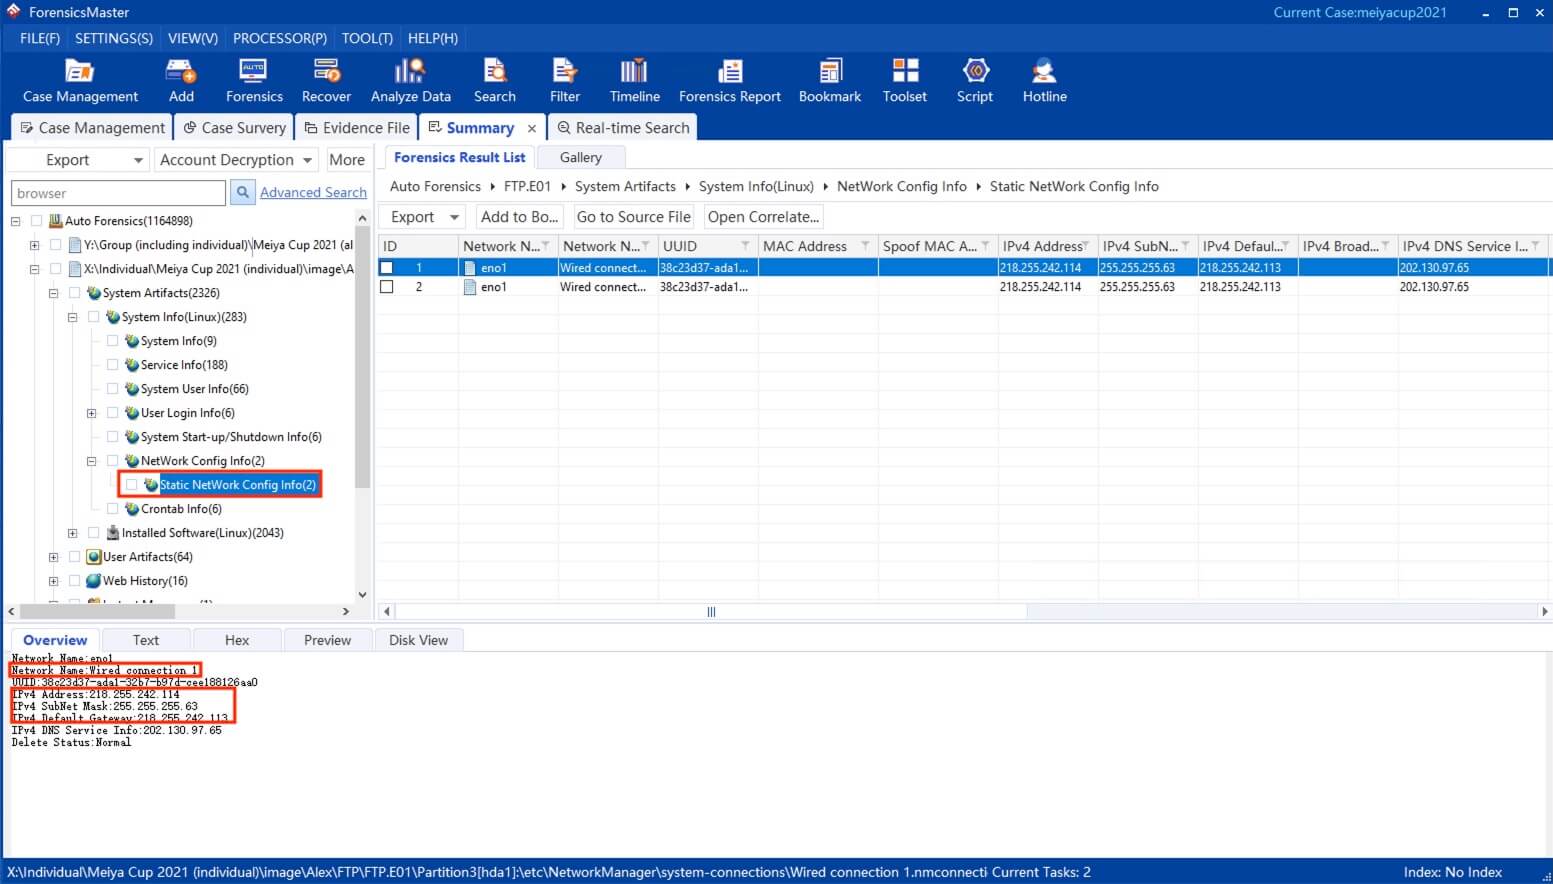 ForensicsMaster
Current Case:meiyacup2021
FILE(F) SETTINGS(S) VIEW(V) PROCESSOR(P) TOOL(T) HELP(H)
Case Management Add Forensics Recover Analyze Data Search Filter Timeline Forensics Report Bookmark Toolset Script Hotline
Case Management Case Survery Evidence File Summary Real-time Search
Export Account Decryption More
browser Advanced Search
Auto Forensics(1164898)
Y:\Group (including individual)\Meiya Cup 2021 (al
X:\Individual\Meiya Cup 2021 (individual)\image\A
System Artifacts(2326)
System Info(Linux)(283)
System Info(9)
Service Info(188)
System User Info(66)
User Login Info(6)
System Start-up/Shutdown Info(6)
NetWork Config Info(2)
Static NetWork Config Info(2)
Crontab Info(6)
Installed Software(Linux)(2043)
User Artifacts(64)
Web History(16)
Forensics Result List Gallery
Auto Forensics FTP.E01 System Artifacts System Info(Linux) NetWork Config Info Static NetWork Config Info
Export Add to Bo... Go to Source File Open Correlate...
ID Network N... Network N... UUID MAC Address Spoof MAC A... IPv4 Address IPv4 SubN... IPv4 Defaul... IPv4 Broad... IPv4 DNS Service I...
1 eno1 Wired connect... 38c23d37-ada1... 218.255.242.114 255.255.255.63 218.255.242.113 202.130.97.65
2 eno1 Wired connect... 38c23d37-ada1... 218.255.242.114 255.255.255.63 218.255.242.113 202.130.97.65
Overview Text Hex Preview Disk View
Network Name:eno1
Network Name:Wired connection 1
UUID:38c23d37-ada1-32b7-b97d-cee188126aa0
IPv4 Address:218.255.242.114
IPv4 SubNet Mask:255.255.255.63
IPv4 Default Gateway:218.255.242.113
IPv4 DNS Service Info:202.130.97.65
Delete Status:Normal
X:\Individual\Meiya Cup 2021 (individual)\image\Alex\FTP\FTP.E01\Partition3[hda1]:\etc\NetworkManager\system-connections\Wired connection 1.nmconnecti Current Tasks: 2
Index: No Index